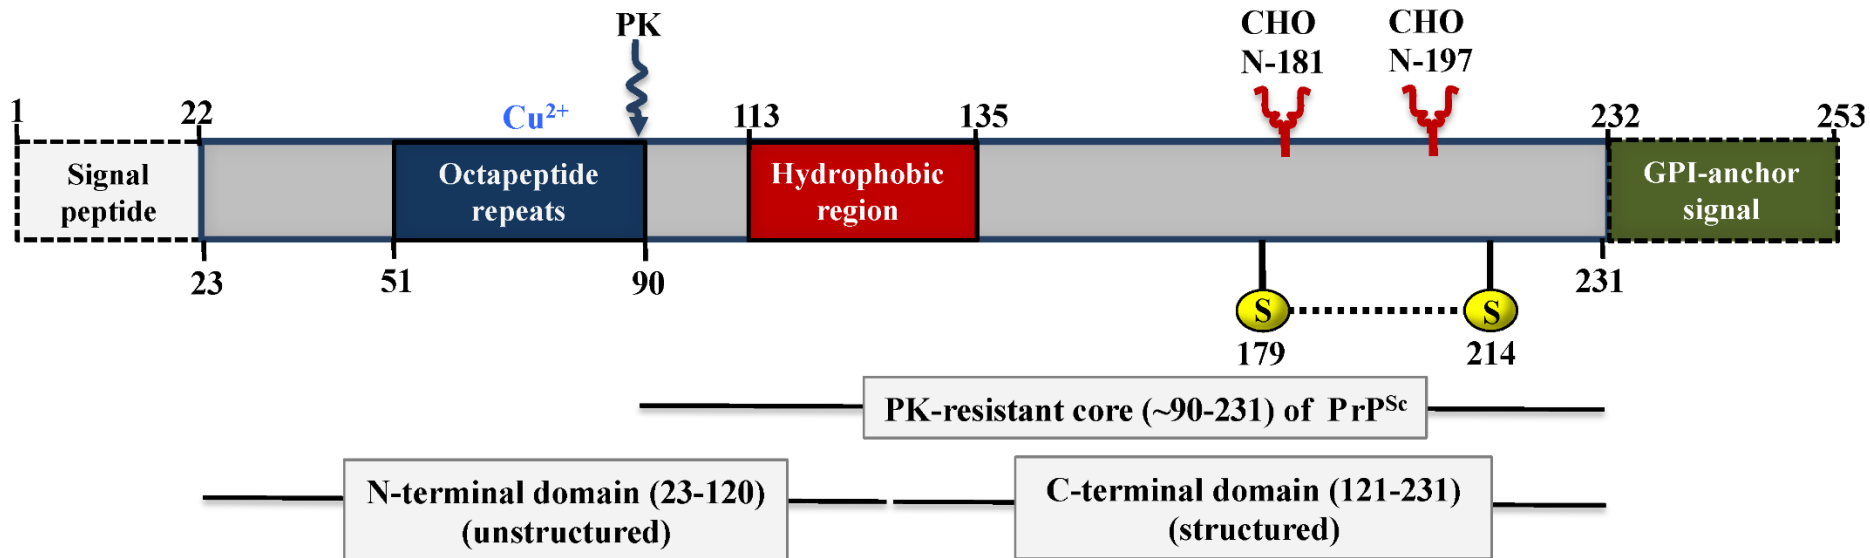 PK
CHO
N-181
CHO
N-197
1
22
Cu²⁺
113
135
232
253
Signal
peptide
Octapeptide
repeats
Hydrophobic
region
GPI-anchor
signal
23
51
90
231
S
S
179
214
PK-resistant core (~90-231) of PrPSc
N-terminal domain (23-120)
(unstructured)
C-terminal domain (121-231)
(structured)